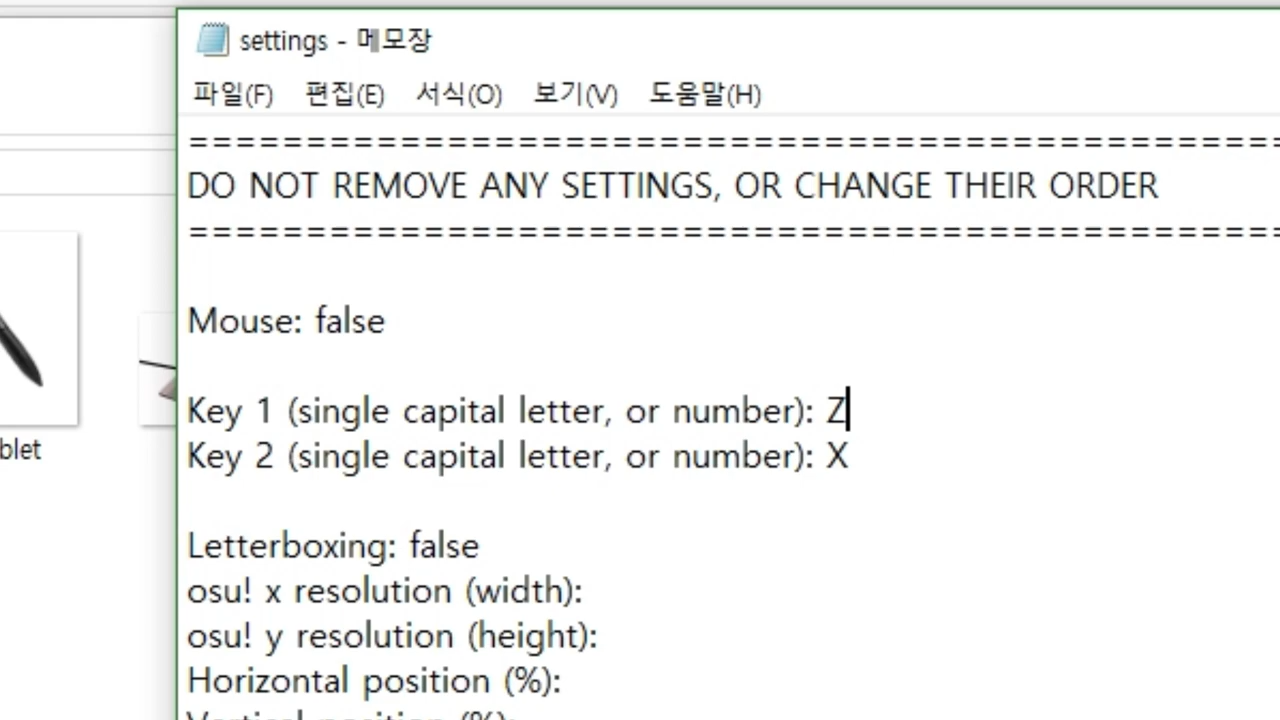 settings - 메모장
파일(F) 편집(E) 서식(O) 보기(V) 도움말(H)
==============================================
DO NOT REMOVE ANY SETTINGS, OR CHANGE THEIR ORDER
==============================================
Mouse: false
Key 1 (single capital letter, or number): Z
Key 2 (single capital letter, or number): X
blet
Letterboxing: false
osu! x resolution (width):
osu! y resolution (height):
Horizontal position (%):
Vertical position (%):